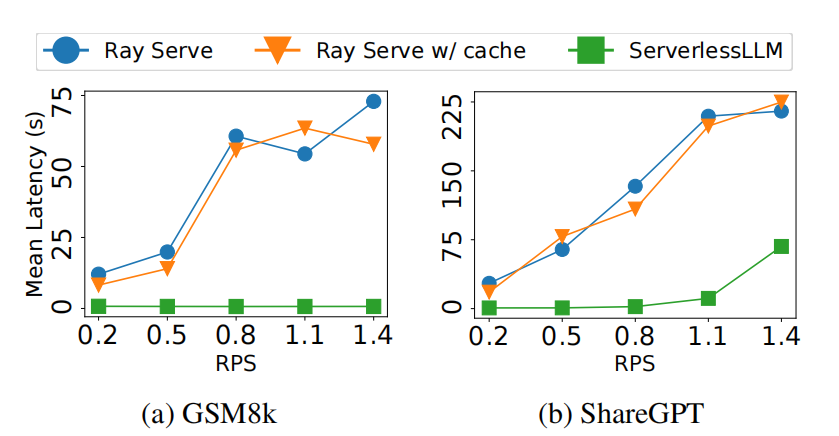 Ray Serve Ray Serve w/ cache ServerlessLLM
Mean Latency (s)
75
50
25
0
0.2 0.5 0.8 1.1 1.4
RPS
(a) GSM8k
225
150
75
0
0.2 0.5 0.8 1.1 1.4
RPS
(b) ShareGPT